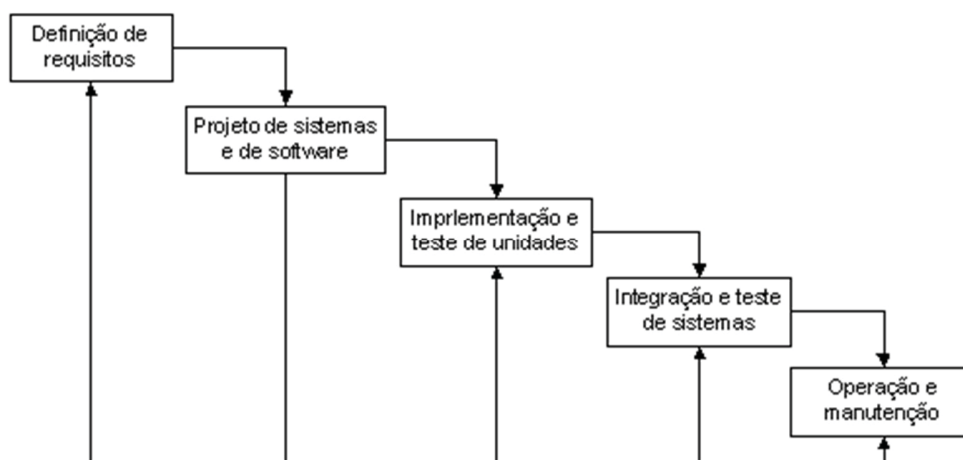 Definição de
requisitos
Projeto de sistemas
e de software
Imprlementação e
teste de unidades
Integração e teste
de sistemas
Operação e
manutenção